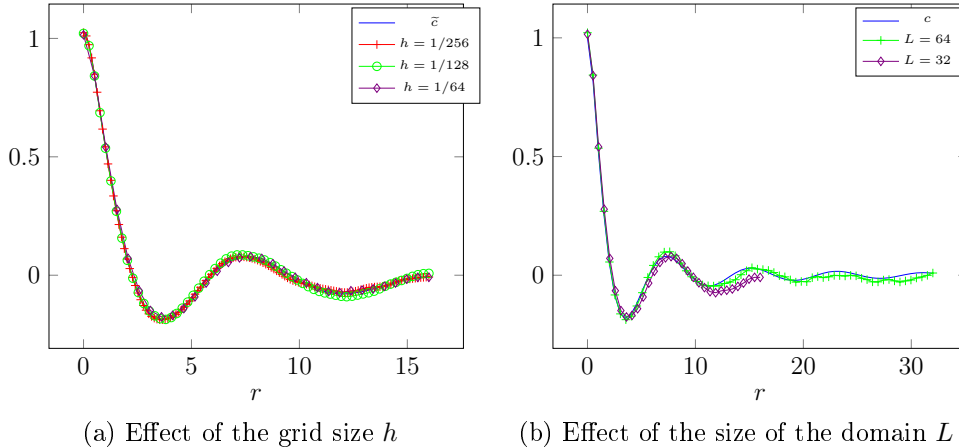 1
0.5
0
0 5 10 15
r
c̃
h = 1/256
h = 1/128
h = 1/64
(a) Effect of the grid size h
1
0.5
0
0 10 20 30
r
c
L = 64
L = 32
(b) Effect of the size of the domain L